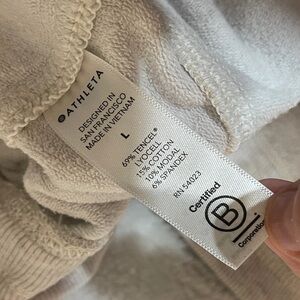 ATHLETA
DESIGNED IN
SAN FRANCISCO
MADE IN VIETNAM
L
69% TENCEL®
LYOCELL
15% COTTON
10% MODAL
6% SPANDEX
RN 54023
Certified
B
Corporation